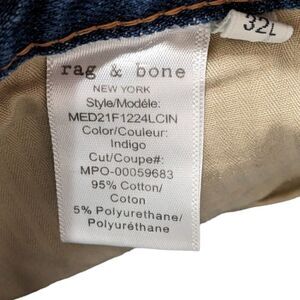 32L
rag & bone
NEW YORK
Style/Modéle:
MED21F1224LCIN
Color/Couleur:
Indigo
Cut/Coupe#:
MPO-00059683
95% Cotton/
Coton
5% Polyurethane/
Polyuréthane